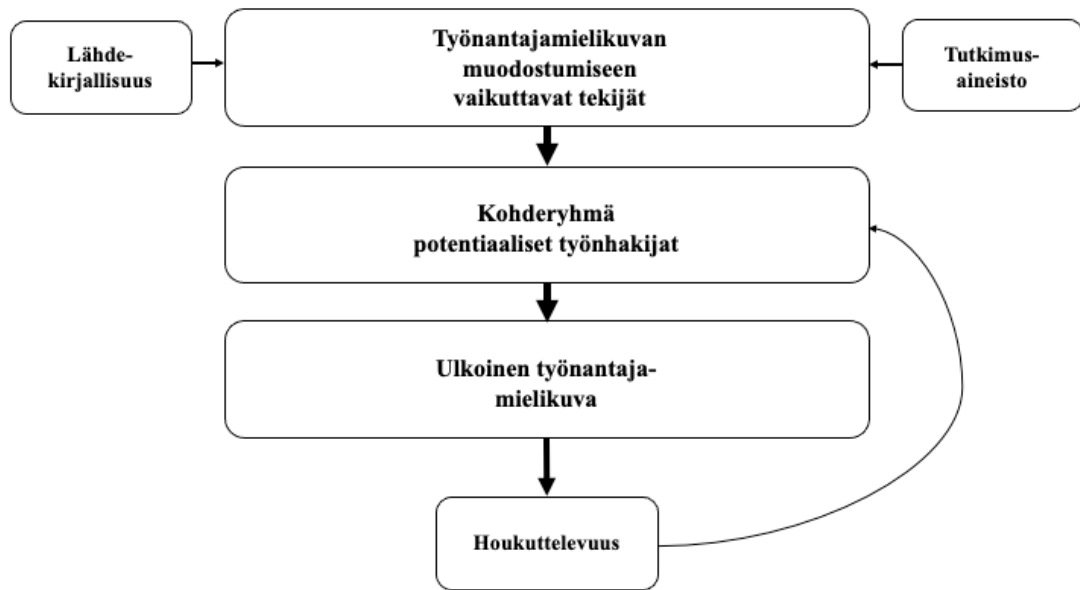 Lähde-
kirjallisuus
Työnantajamielikuvan
muodostumiseen
vaikuttavat tekijät
Tutkimus-
aineisto
Kohderyhmä
potentiaaliset työnhakijat
Ulkoinen työnantaja-
mielikuva
Houkuttelevuus